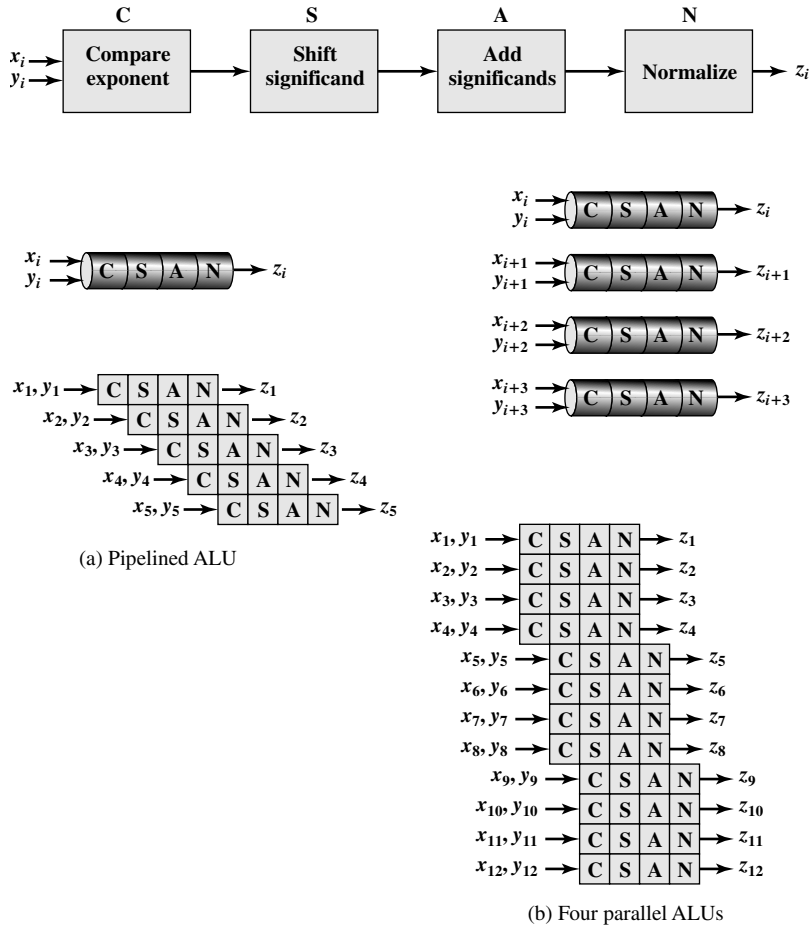 C S A N
Compare exponent
Shift significand
Add significands
Normalize
xi
yi
zi
xi
yi
C S A N
zi
x1, y1 C S A N z1
x2, y2 C S A N z2
x3, y3 C S A N z3
x4, y4 C S A N z4
x5, y5 C S A N z5
(a) Pipelined ALU
xi
yi
C S A N
zi
xi+1
yi+1
C S A N
zi+1
xi+2
yi+2
C S A N
zi+2
xi+3
yi+3
C S A N
zi+3
x1, y1 C S A N z1
x2, y2 C S A N z2
x3, y3 C S A N z3
x4, y4 C S A N z4
x5, y5 C S A N z5
x6, y6 C S A N z6
x7, y7 C S A N z7
x8, y8 C S A N z8
x9, y9 C S A N z9
x10, y10 C S A N z10
x11, y11 C S A N z11
x12, y12 C S A N z12
(b) Four parallel ALUs